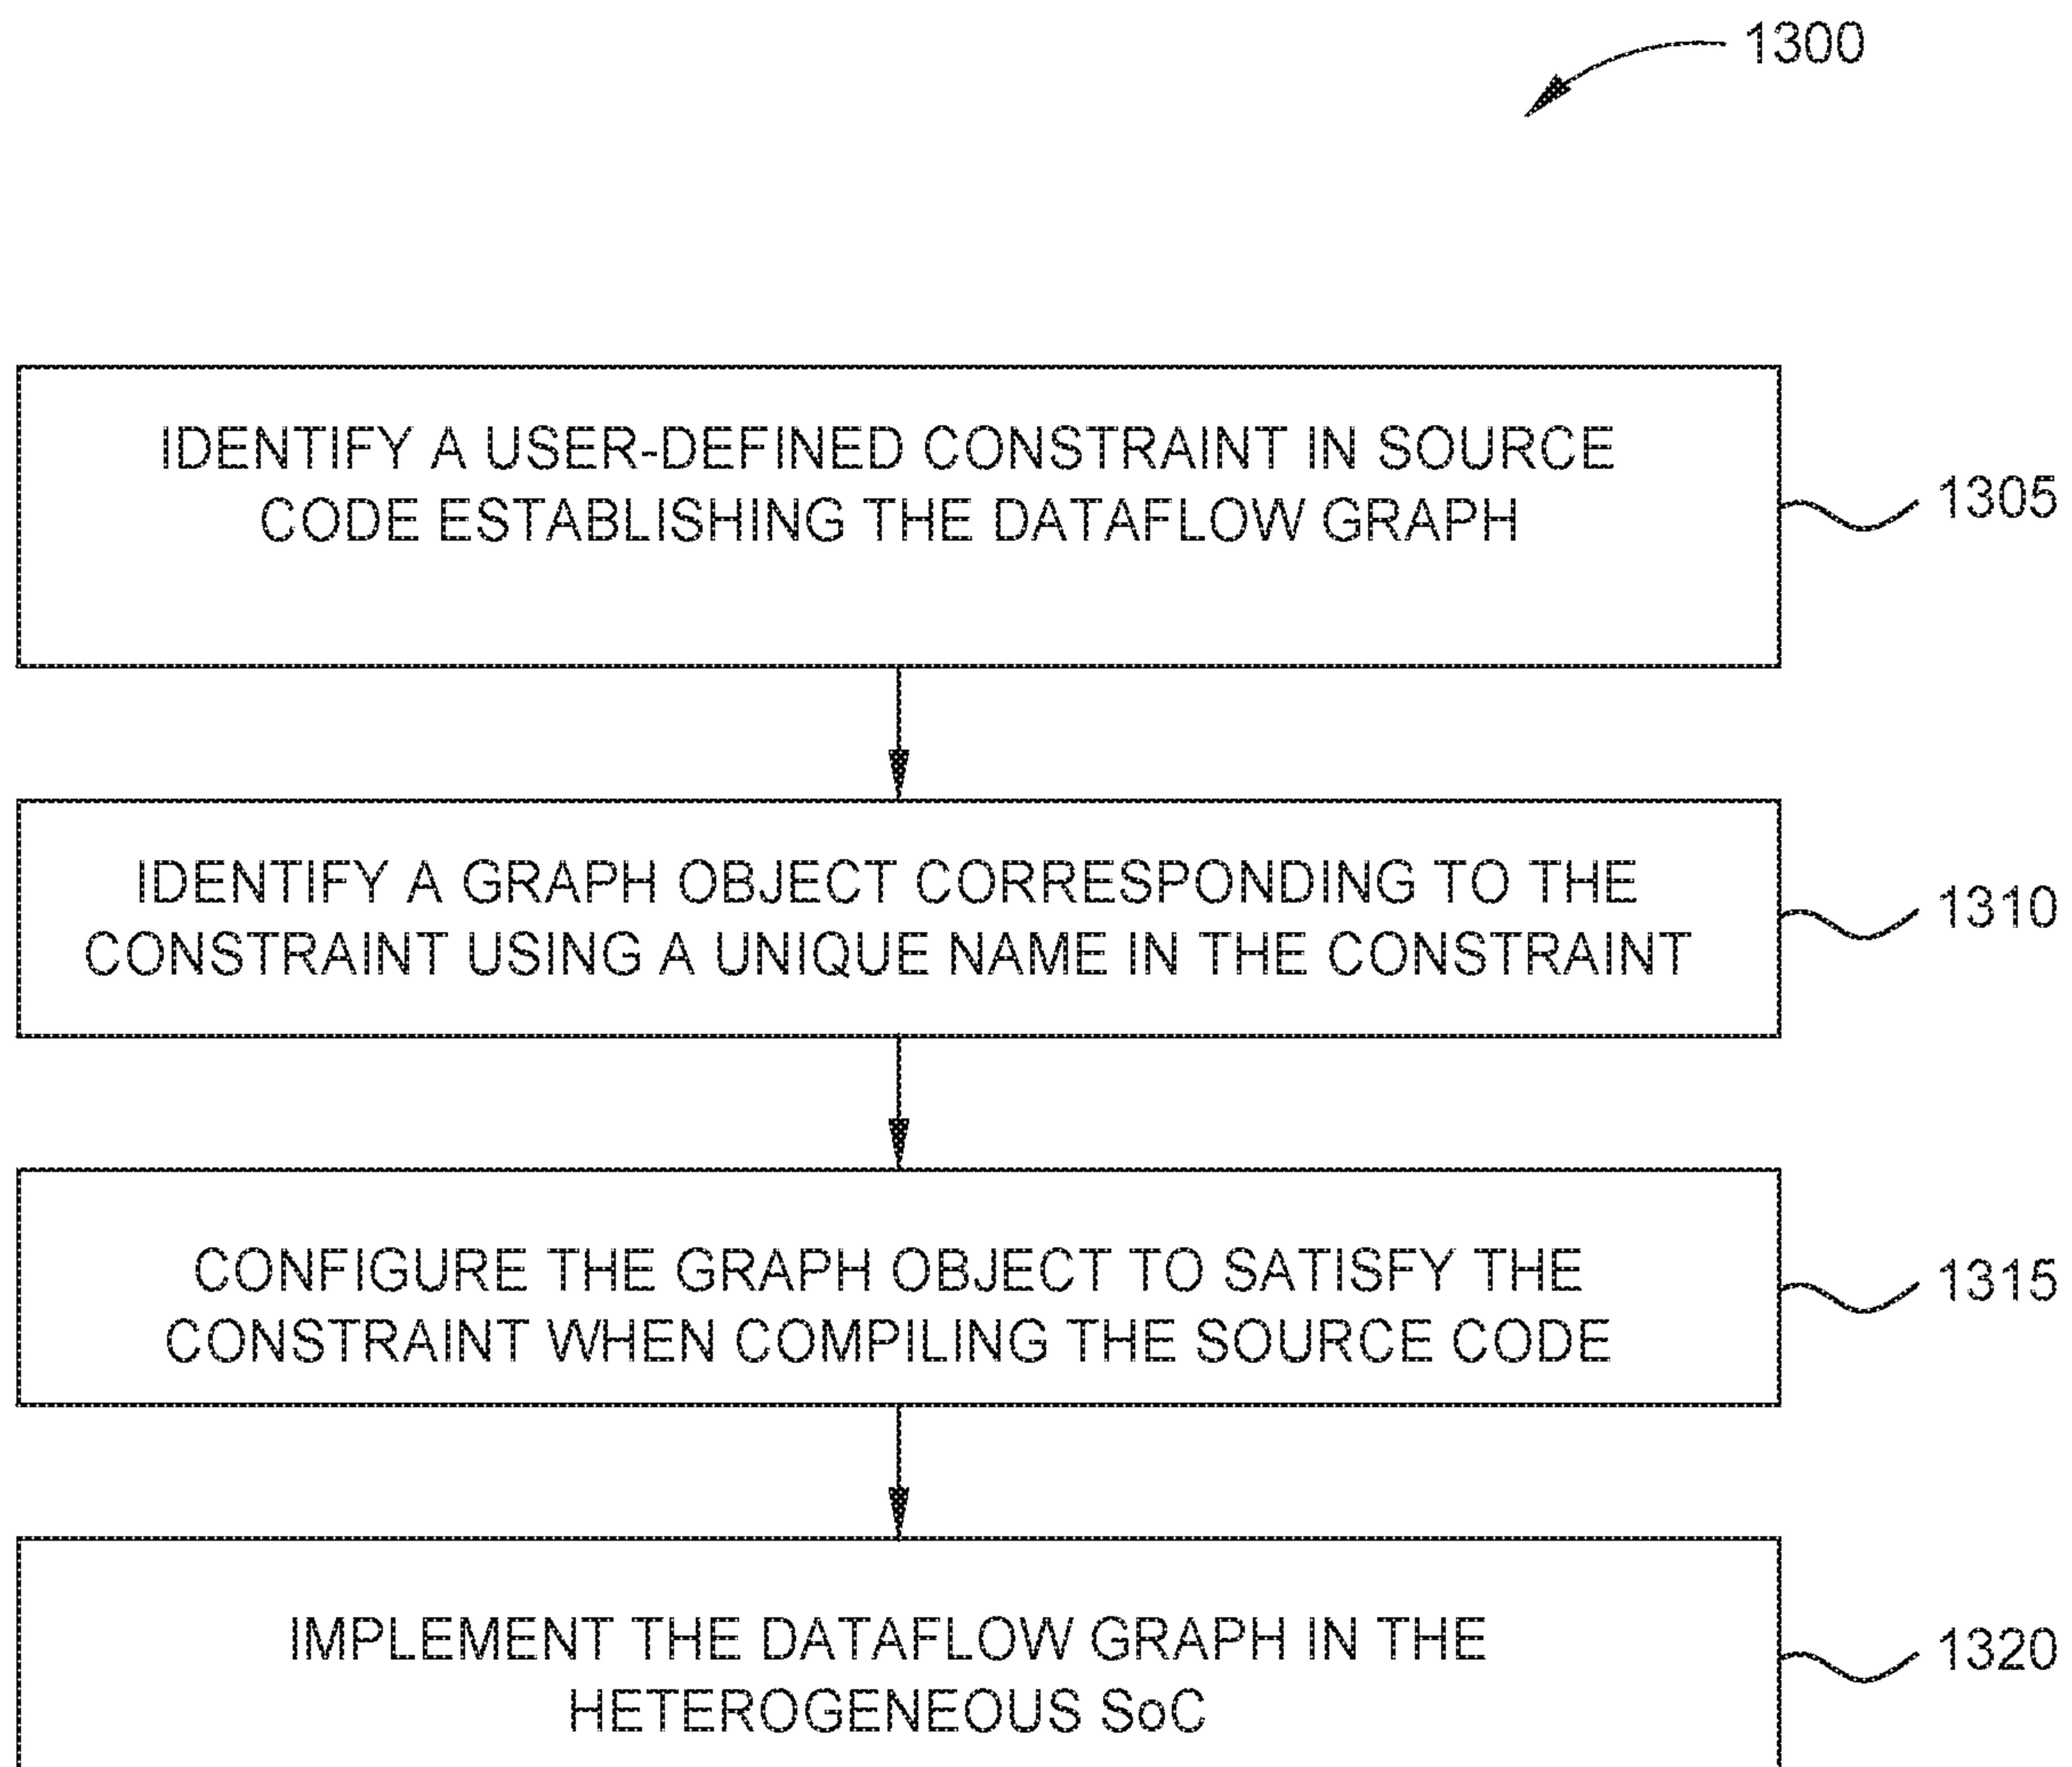 1300
IDENTIFY A USER-DEFINED CONSTRAINT IN SOURCE
CODE ESTABLISHING THE DATAFLOW GRAPH
1305
IDENTIFY A GRAPH OBJECT CORRESPONDING TO THE
CONSTRAINT USING A UNIQUE NAME IN THE CONSTRAINT
1310
CONFIGURE THE GRAPH OBJECT TO SATISFY THE
CONSTRAINT WHEN COMPILING THE SOURCE CODE
1315
IMPLEMENT THE DATAFLOW GRAPH IN THE
HETEROGENEOUS SoC
1320